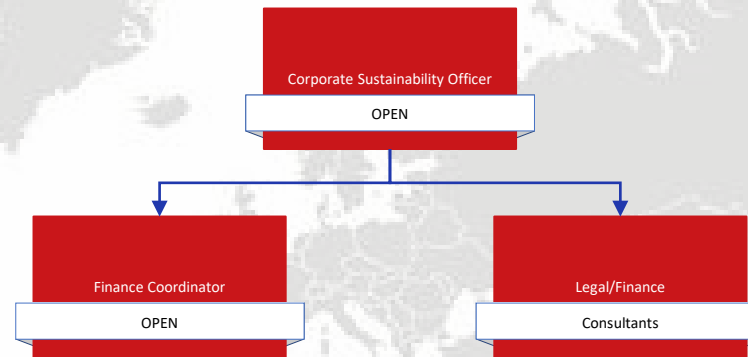 Corporate Sustainability Officer
OPEN
Finance Coordinator
OPEN
Legal/Finance
Consultants